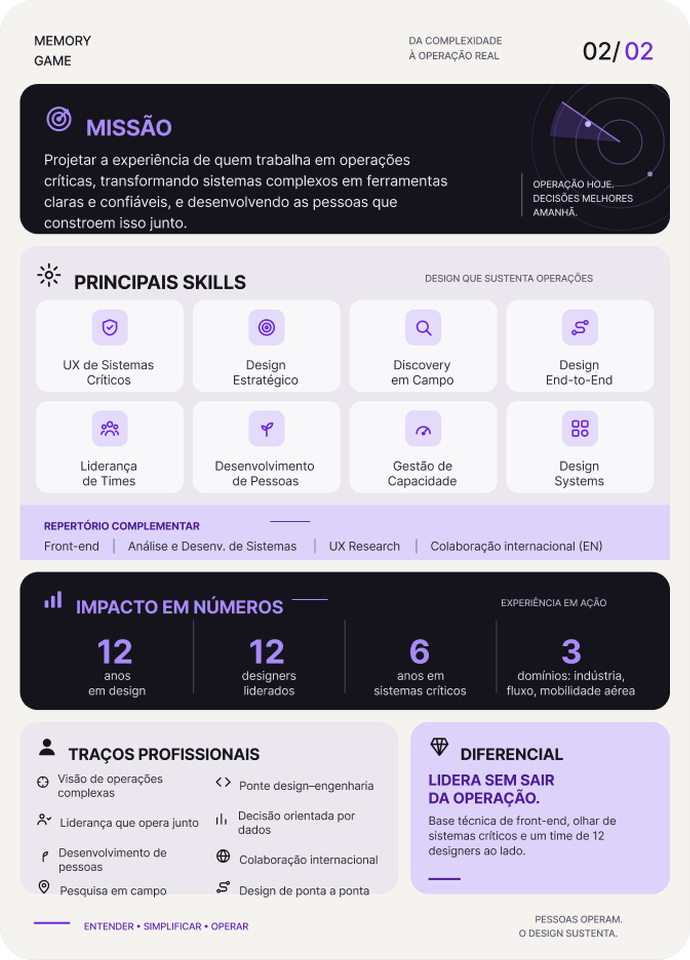 MEMORY
GAME
DA COMPLEXIDADE
À OPERAÇÃO REAL
02/ 02
MISSÃO
Projetar a experiência de quem trabalha em operações
críticas, transformando sistemas complexos em ferramentas
claras e confiáveis, e desenvolvendo as pessoas que
constroem isso junto.
OPERAÇÃO HOJE.
DECISÕES MELHORES
AMANHÃ.
PRINCIPAIS SKILLS
DESIGN QUE SUSTENTA OPERAÇÕES
UX de Sistemas
Críticos
Design
Estratégico
Discovery
em Campo
Design
End-to-End
Liderança
de Times
Desenvolvimento
de Pessoas
Gestão de
Capacidade
Design
Systems
REPERTÓRIO COMPLEMENTAR
Front-end | Análise e Desenv. de Sistemas | UX Research | Colaboração internacional (EN)
IMPACTO EM NÚMEROS
EXPERIÊNCIA EM AÇÃO
12
anos
em design
12
designers
liderados
6
anos em
sistemas críticos
3
domínios: indústria,
fluxo, mobilidade aérea
TRAÇOS PROFISSIONAIS
Visão de operações
complexas
Liderança que opera junto
Desenvolvimento de
pessoas
Pesquisa em campo
Ponte design–engenharia
Decisão orientada por
dados
Colaboração internacional
Design de ponta a ponta
DIFERENCIAL
LIDERA SEM SAIR
DA OPERAÇÃO.
Base técnica de front-end, olhar de
sistemas críticos e um time de 12
designers ao lado.
ENTENDER • SIMPLIFICAR • OPERAR
PESSOAS OPERAM.
O DESIGN SUSTENTA.